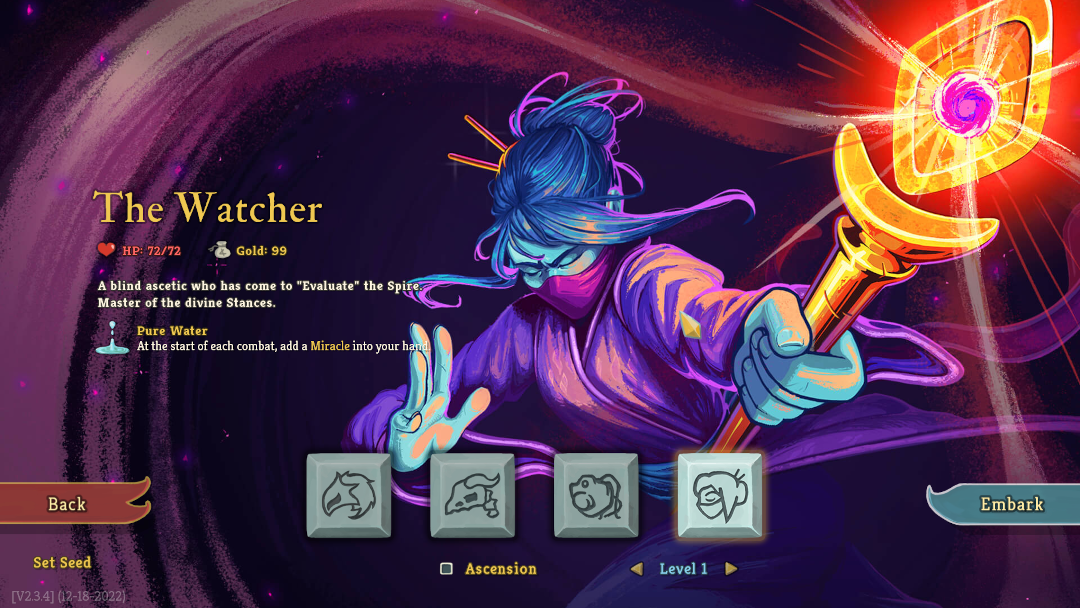 The Watcher
HP: 72/72 Gold: 99
A blind ascetic who has come to "Evaluate" the Spire.
Master of the divine Stances.
Pure Water
At the start of each combat, add a Miracle into your hand.
Back
Embark
Set Seed
Ascension
Level 1
[V2.3.4] (12-18-2022)